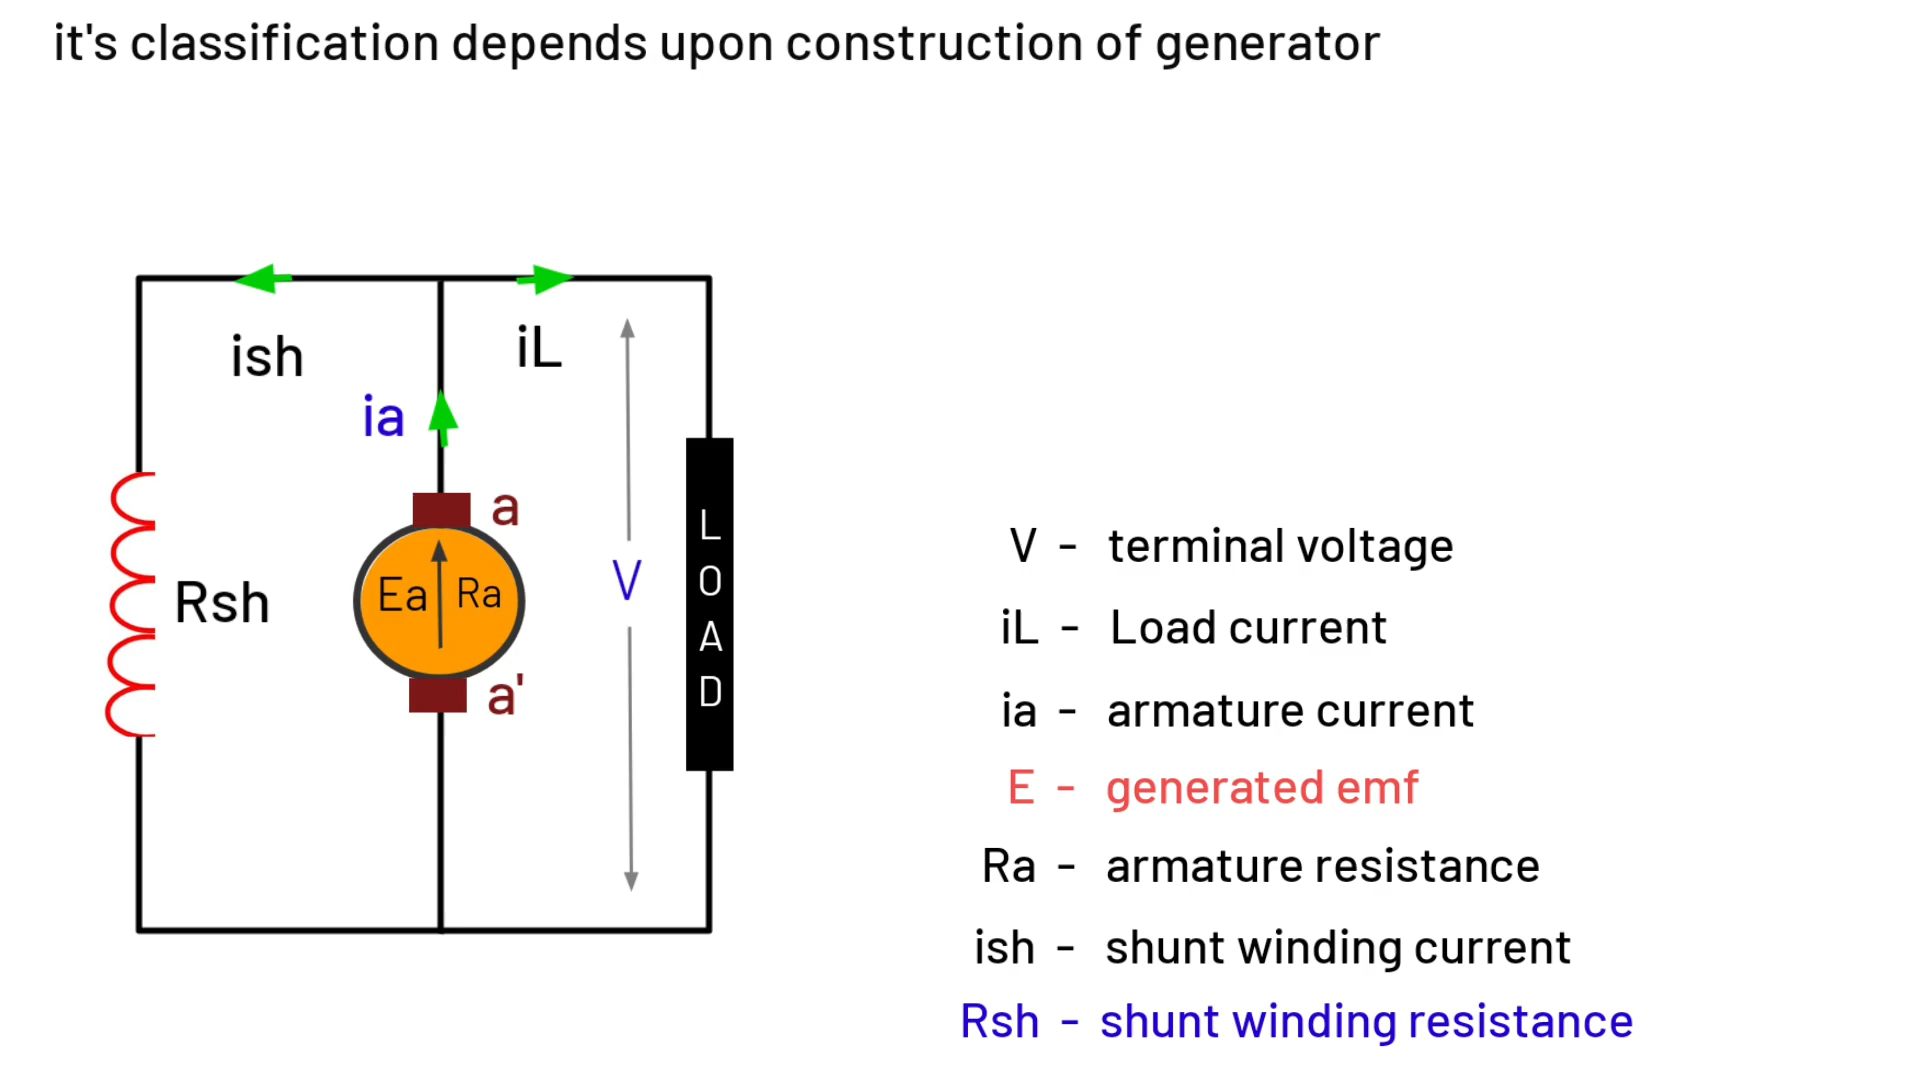 it's classification depends upon construction of generator
ish
iL
ia
a
Ea
Ra
Rsh
V
a'
LOAD
V - terminal voltage
iL - Load current
ia - armature current
E - generated emf
Ra - armature resistance
ish - shunt winding current
Rsh - shunt winding resistance